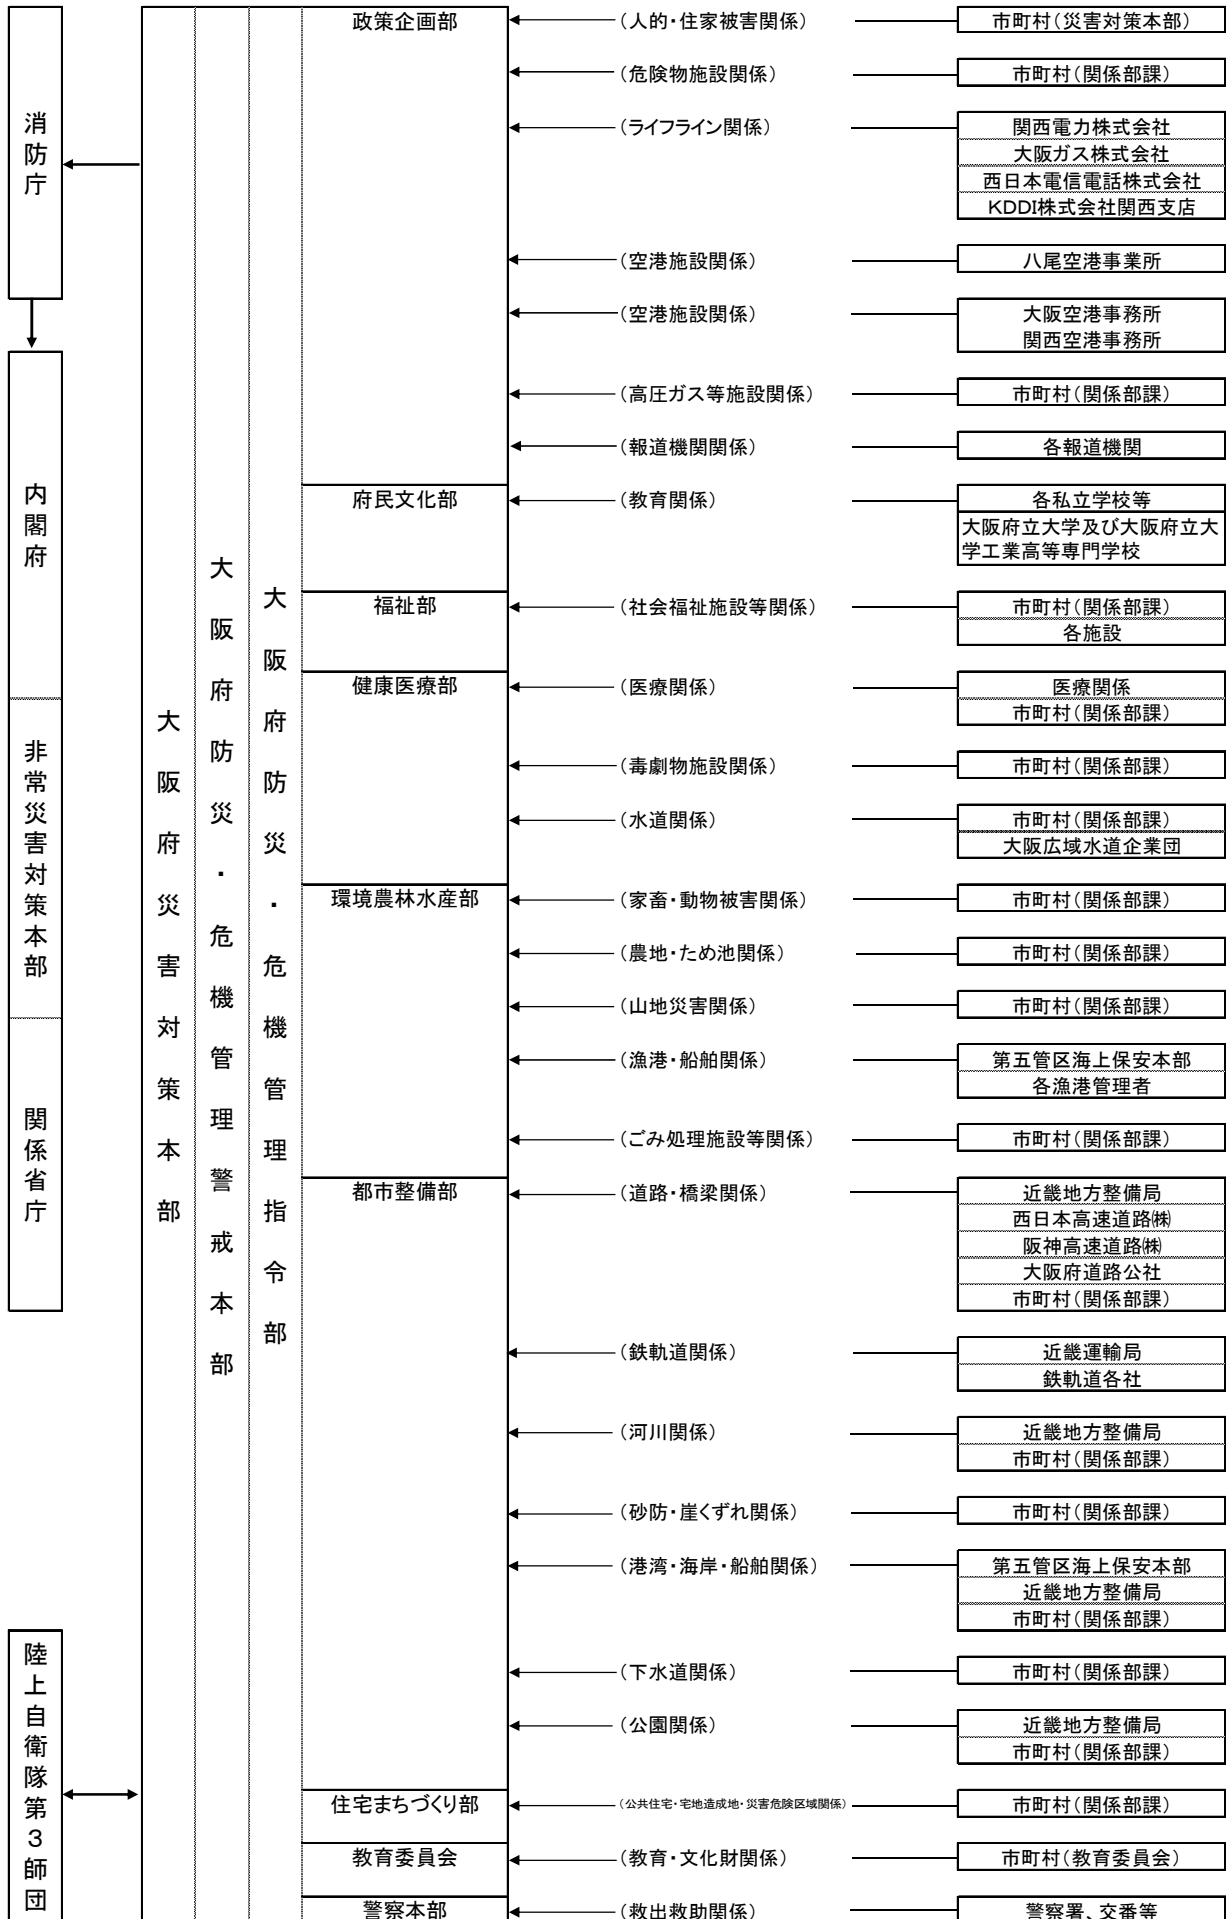 消防庁
内閣府
非常災害対策本部
関係省庁
陸上自衛隊第3師団
大阪府災害対策本部
大阪府防災・危機管理警戒本部
大阪府防災・危機管理指令部
政策企画部
(人的・住家被害関係)
市町村(災害対策本部)
(危険物施設関係)
市町村(関係部課)
(ライフライン関係)
関西電力株式会社
大阪ガス株式会社
西日本電信電話株式会社
KDDI株式会社関西支店
(空港施設関係)
八尾空港事業所
(空港施設関係)
大阪空港事務所
関西空港事務所
(高圧ガス等施設関係)
市町村(関係部課)
(報道機関関係)
各報道機関
府民文化部
(教育関係)
各私立学校等
大阪府立大学及び大阪府立大
学工業高等専門学校
福祉部
(社会福祉施設等関係)
市町村(関係部課)
各施設
健康医療部
(医療関係)
医療関係
市町村(関係部課)
(毒劇物施設関係)
市町村(関係部課)
(水道関係)
市町村(関係部課)
大阪広域水道企業団
環境農林水産部
(家畜・動物被害関係)
市町村(関係部課)
(農地・ため池関係)
市町村(関係部課)
(山地災害関係)
市町村(関係部課)
(漁港・船舶関係)
第五管区海上保安本部
各漁港管理者
(ごみ処理施設等関係)
市町村(関係部課)
都市整備部
(道路・橋梁関係)
近畿地方整備局
西日本高速道路㈱
阪神高速道路㈱
大阪府道路公社
市町村(関係部課)
(鉄軌道関係)
近畿運輸局
鉄軌道各社
(河川関係)
近畿地方整備局
市町村(関係部課)
(砂防・崖くずれ関係)
市町村(関係部課)
(港湾・海岸・船舶関係)
第五管区海上保安本部
近畿地方整備局
市町村(関係部課)
(下水道関係)
市町村(関係部課)
(公園関係)
近畿地方整備局
市町村(関係部課)
住宅まちづくり部
(公共住宅・宅地造成地・災害危険区域関係)
市町村(関係部課)
教育委員会
(教育・文化財関係)
市町村(教育委員会)
警察本部
(救出救助関係)
警察署、交番等